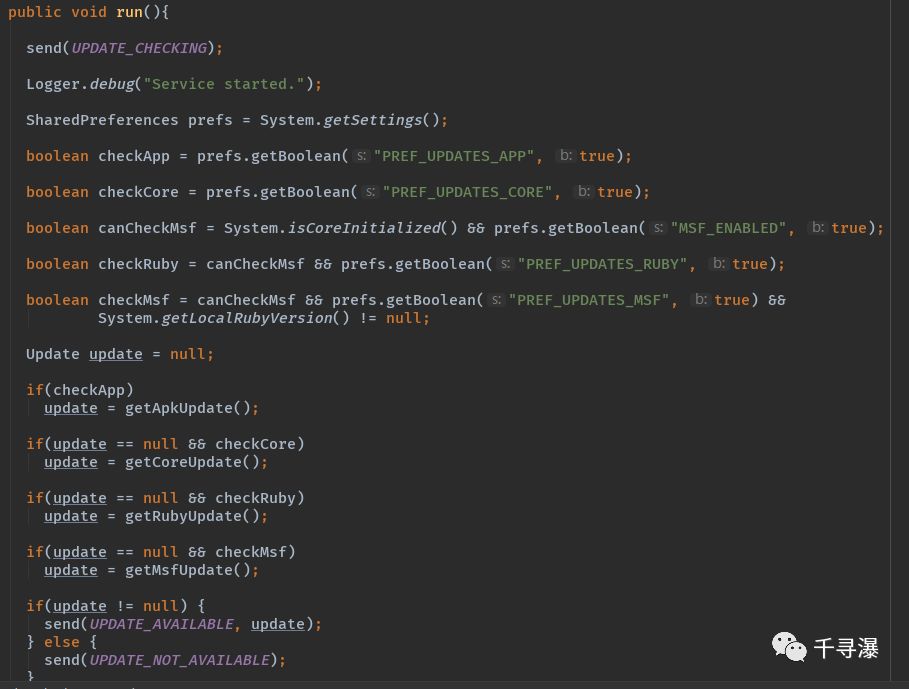 public void run(){
send(UPDATE_CHECKING);
Logger.debug("Service started.");
SharedPreferences prefs = System.getSettings();
boolean checkApp = prefs.getBoolean( s: "PREF_UPDATES_APP", b: true);
boolean checkCore = prefs.getBoolean( s: "PREF_UPDATES_CORE", b: true);
boolean canCheckMsf = System.isCoreInitialized() && prefs.getBoolean( s: "MSF_ENABLED", b: true);
boolean checkRuby = canCheckMsf && prefs.getBoolean( s: "PREF_UPDATES_RUBY", b: true);
boolean checkMsf = canCheckMsf && prefs.getBoolean( s: "PREF_UPDATES_MSF", b: true) &&
System.getLocalRubyVersion() != null;
Update update = null;
if(checkApp)
update = getApkUpdate();
if(update == null && checkCore)
update = getCoreUpdate();
if(update == null && checkRuby)
update = getRubyUpdate();
if(update == null && checkMsf)
update = getMsfUpdate();
if(update != null) {
send(UPDATE_AVAILABLE, update);
} else {
send(UPDATE_NOT_AVAILABLE);
}
千寻瀑